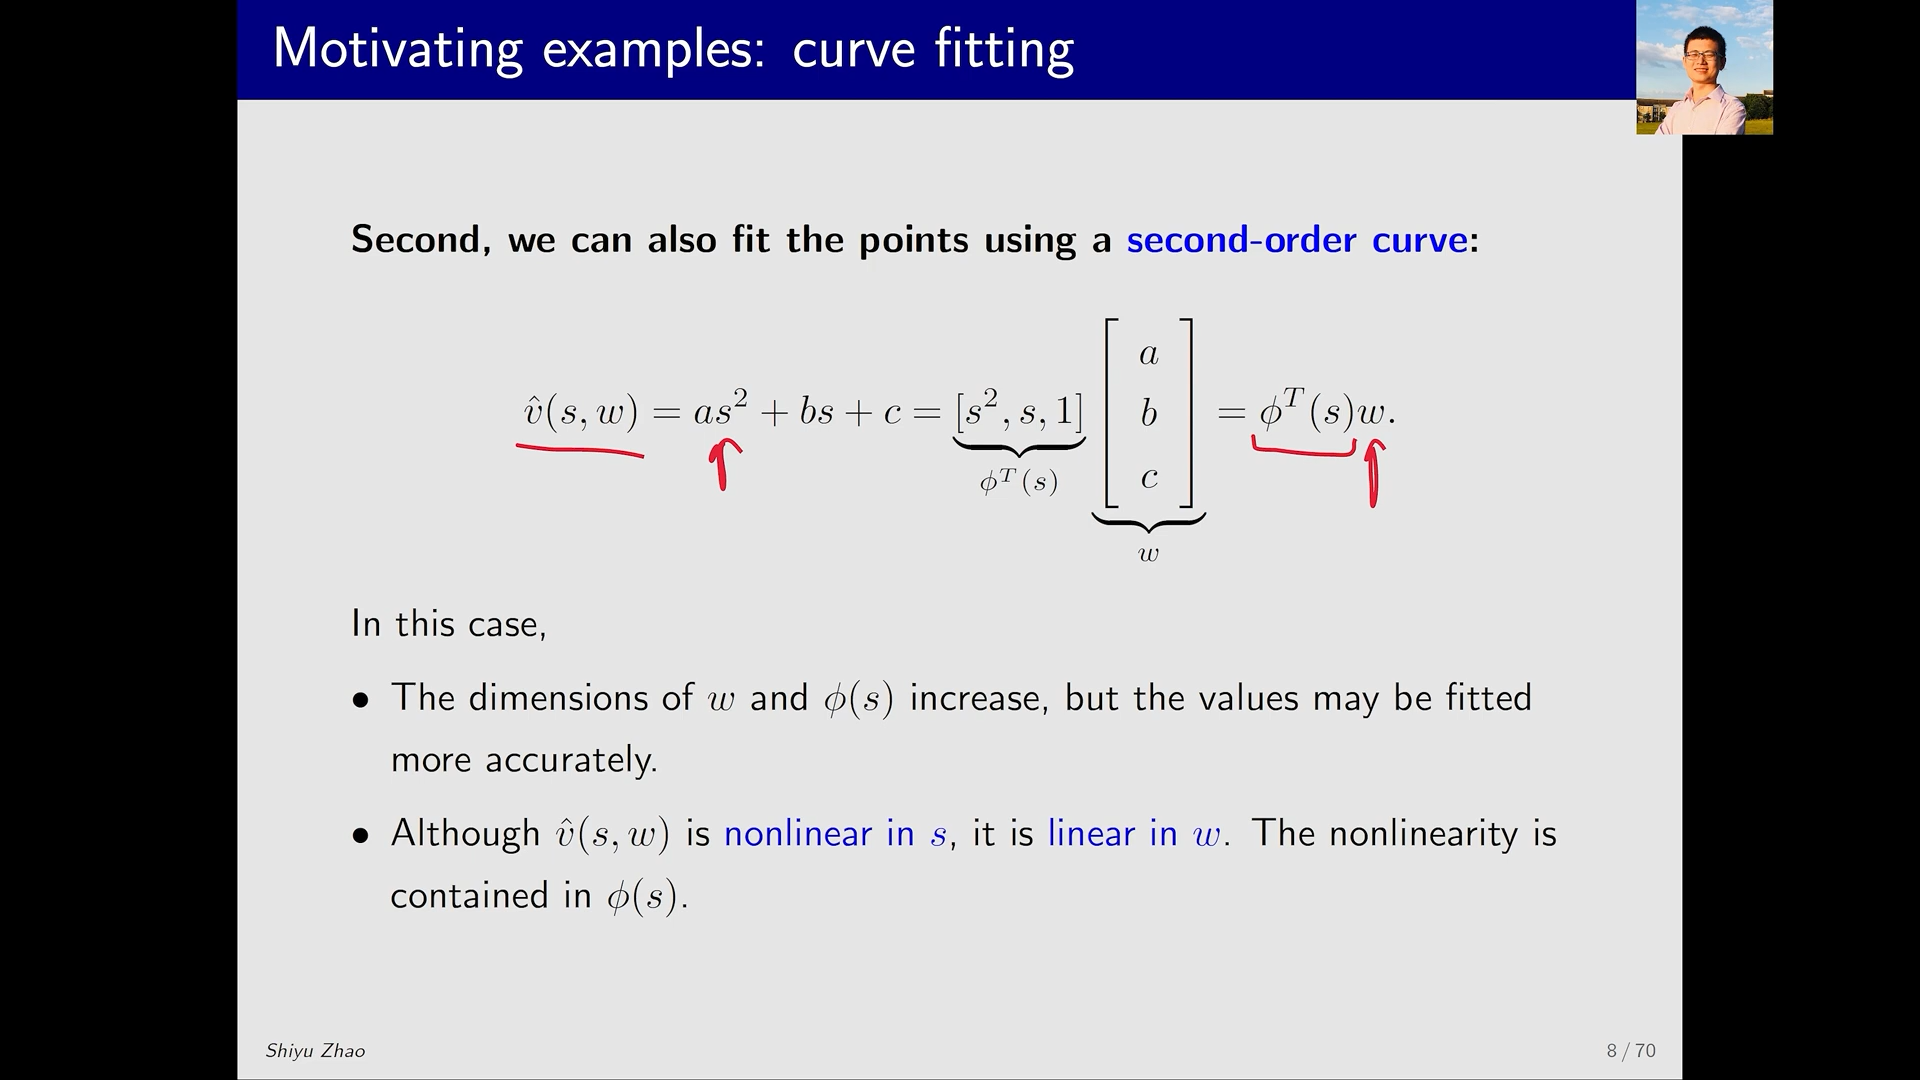 Motivating examples: curve fitting
Second, we can also fit the points using a second-order curve:
v̂(s, w) = as² + bs + c = [s², s, 1] [a b c] = ϕᵀ(s)w.
ϕᵀ(s)
w
In this case,
• The dimensions of w and ϕ(s) increase, but the values may be fitted
more accurately.
• Although v̂(s, w) is nonlinear in s, it is linear in w. The nonlinearity is
contained in ϕ(s).
Shiyu Zhao
8 / 70